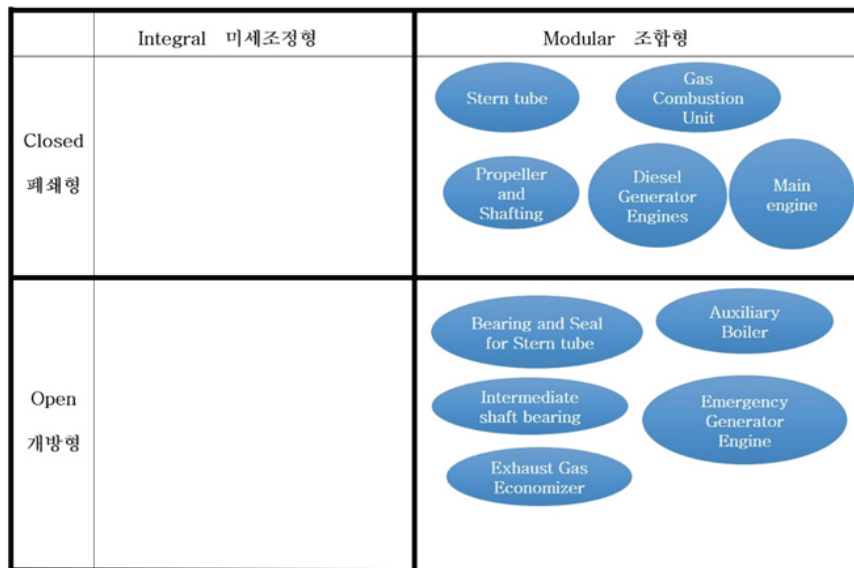 Integral 미세조정형
Modular 조합형
Closed
폐쇄형
Stern tube
Gas
Combustion
Unit
Propeller
and
Shafting
Diesel
Generator
Engines
Main
engine
Open
개방형
Bearing and Seal
for Stern tube
Auxiliary
Boiler
Intermediate
shaft bearing
Emergency
Generator
Engine
Exhaust Gas
Economizer